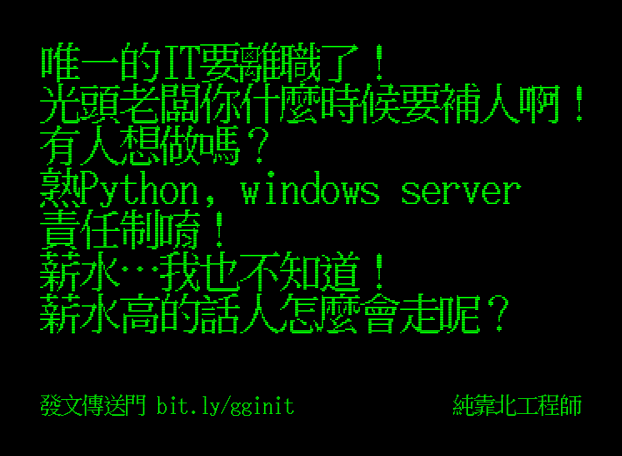 唯一的IT要離職了！
光頭老闆你什麼時候要補人啊！
有人想做嗎？
熟Python, windows server
責任制唷！
薪水…我也不知道！
薪水高的話人怎麼會走呢？
發文傳送門 bit.ly/gginit
純靠北工程師